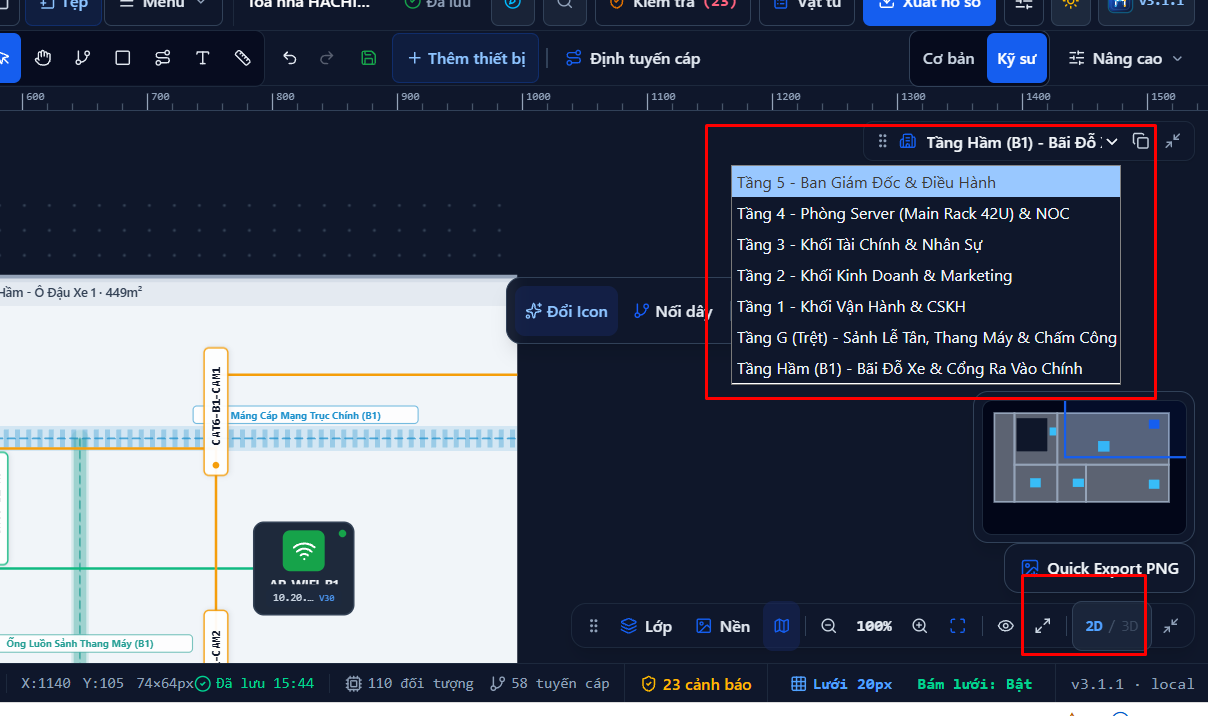 Tệp
Menu
Tòa nhà HACHI...
Đã lưu
Kiểm tra (23)
Vật tư
Xuất hồ sơ
v3.1.1
T
Thêm thiết bị
Định tuyến cáp
Cơ bản
Kỹ sư
Nâng cao
600
700
800
900
1000
1100
1200
1300
1400
1500
Tầng Hầm (B1) - Bãi Đỗ
Tầng 5 - Ban Giám Đốc & Điều Hành
Tầng 4 - Phòng Server (Main Rack 42U) & NOC
Tầng 3 - Khối Tài Chính & Nhân Sự
Tầng 2 - Khối Kinh Doanh & Marketing
Tầng 1 - Khối Vận Hành & CSKH
Tầng G (Trệt) - Sảnh Lễ Tân, Thang Máy & Chấm Công
Tầng Hầm (B1) - Bãi Đỗ Xe & Cổng Ra Vào Chính
Hầm - Ô Đậu Xe 1 · 449m²
Đổi Icon
Nối dây
CAT6-B1-CAM1
Máng Cáp Mạng Trục Chính (B1)
AP-WIFI-B1
10.20.... V30
-CAM2
Ống Luồn Sảnh Thang Máy (B1)
Quick Export PNG
Lớp
Nền
100%
2D / 3D
X:1140 Y:105 74×64px
Đã lưu 15:44
110 đối tượng
58 tuyến cáp
23 cảnh báo
Lưới 20px
Bám lưới: Bật
v3.1.1 · local